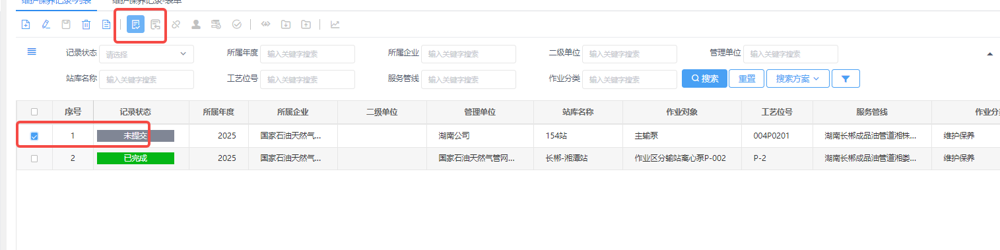 维护保养记录-列表 维护保养记录-表单
记录状态 请选择 所属年度 输入关键字搜索 所属企业 输入关键字搜索 二级单位 输入关键字搜索 管理单位 输入关键字搜索
站库名称 输入关键字搜索 工艺位号 输入关键字搜索 服务管线 输入关键字搜索 作业分类 输入关键字搜索 搜索 重置 搜索方案
序号 记录状态 所属年度 所属企业 二级单位 管理单位 站库名称 作业对象 工艺位号 服务管线 作业分
1 未提交 2025 国家石油天然气... 湖南公司 154站 主输泵 004P0201 湖南长郴成品油管道湘株... 维护保养
2 已完成 2025 国家石油天然气... 国家石油天然气管网... 长郴-湘潭站 作业区分输站离心泵P-002 P-2 湖南长郴成品油管道湘娄... 维护保养